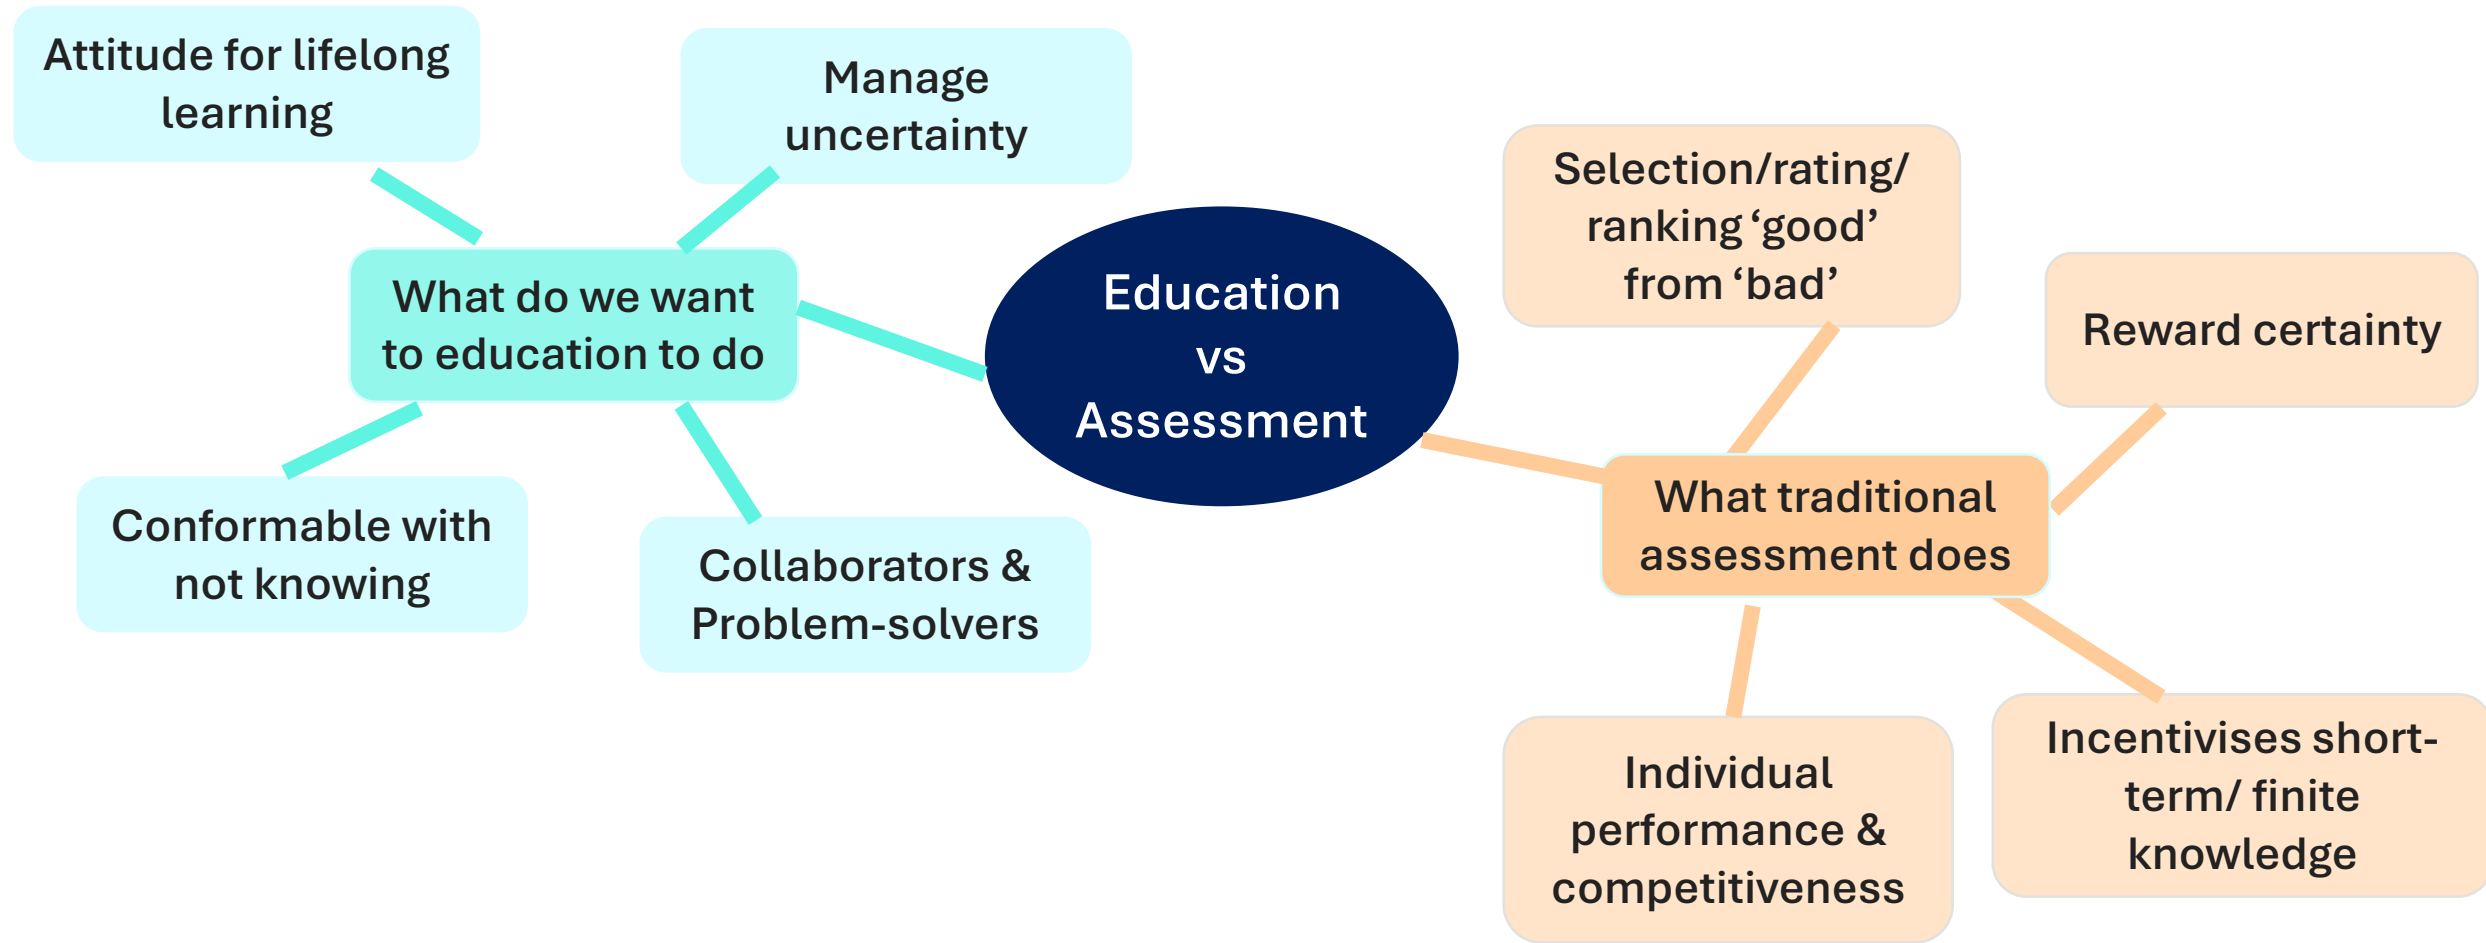 Attitude for lifelong
learning
Manage
uncertainty
What do we want
to education to do
Conformable with
not knowing
Collaborators &
Problem-solvers
Education
vs
Assessment
Selection/rating/
ranking ‘good’
from ‘bad’
Reward certainty
What traditional
assessment does
Individual
performance &
competitiveness
Incentivises short-
term/ finite
knowledge